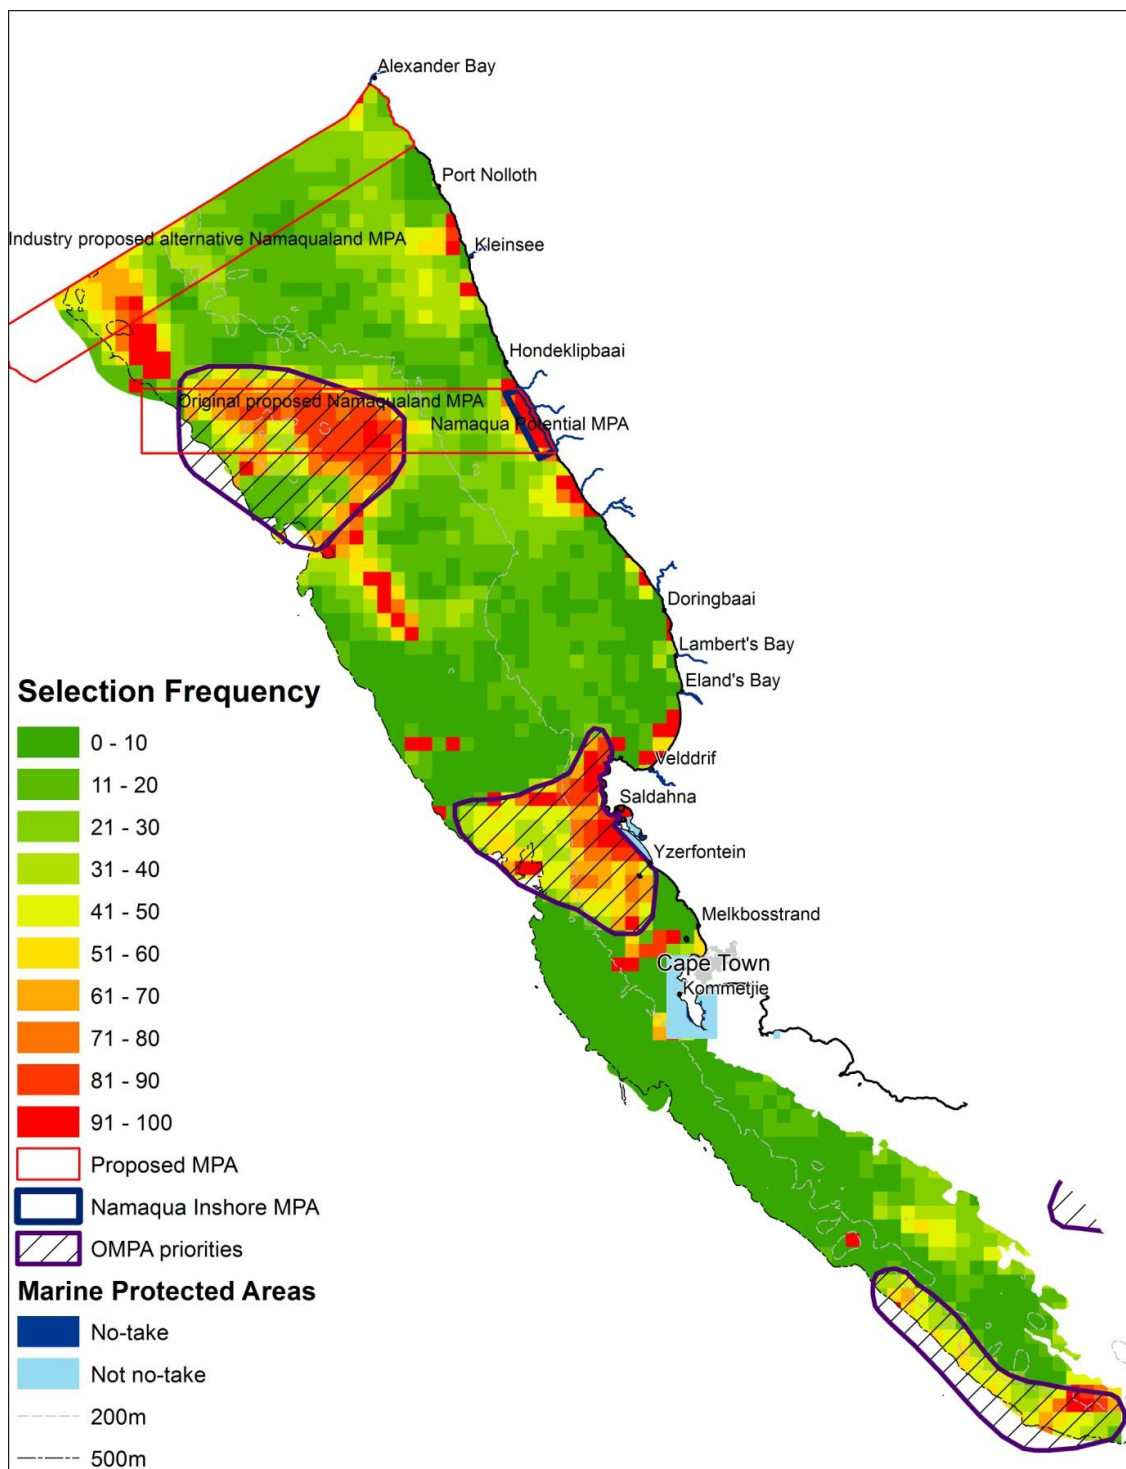 Alexander Bay
Port Nolloth
Industry proposed alternative Namaqualand MPA
Kleinsee
Hondeklipbaai
Original proposed Namaqualand MPA
Namaqua Potential MPA
Doringbaai
Lambert's Bay
Eland's Bay
Velddrif
Saldahna
Yzerfontein
Melkbosstrand
Cape Town
Kommetjie
Selection Frequency
0 - 10
11 - 20
21 - 30
31 - 40
41 - 50
51 - 60
61 - 70
71 - 80
81 - 90
91 - 100
Proposed MPA
Namaqua Inshore MPA
OMPA priorities
Marine Protected Areas
No-take
Not no-take
200m
500m